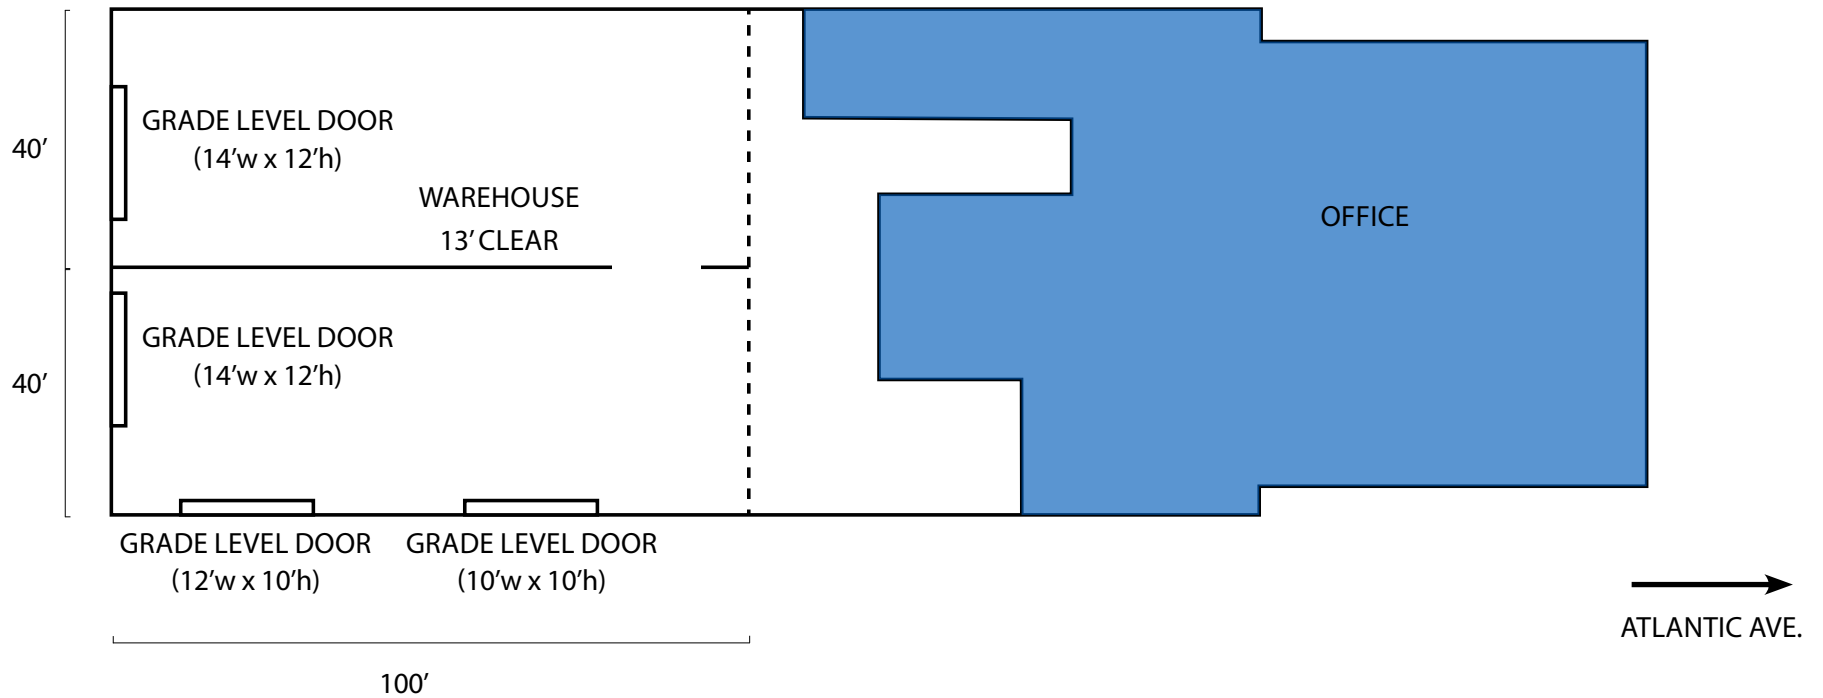 GRADE LEVEL DOOR
(14’w x 12’h)
40’
WAREHOUSE
13’ CLEAR
OFFICE
GRADE LEVEL DOOR
(14’w x 12’h)
40’
GRADE LEVEL DOOR
(12’w x 10’h)
GRADE LEVEL DOOR
(10’w x 10’h)
ATLANTIC AVE.
100’